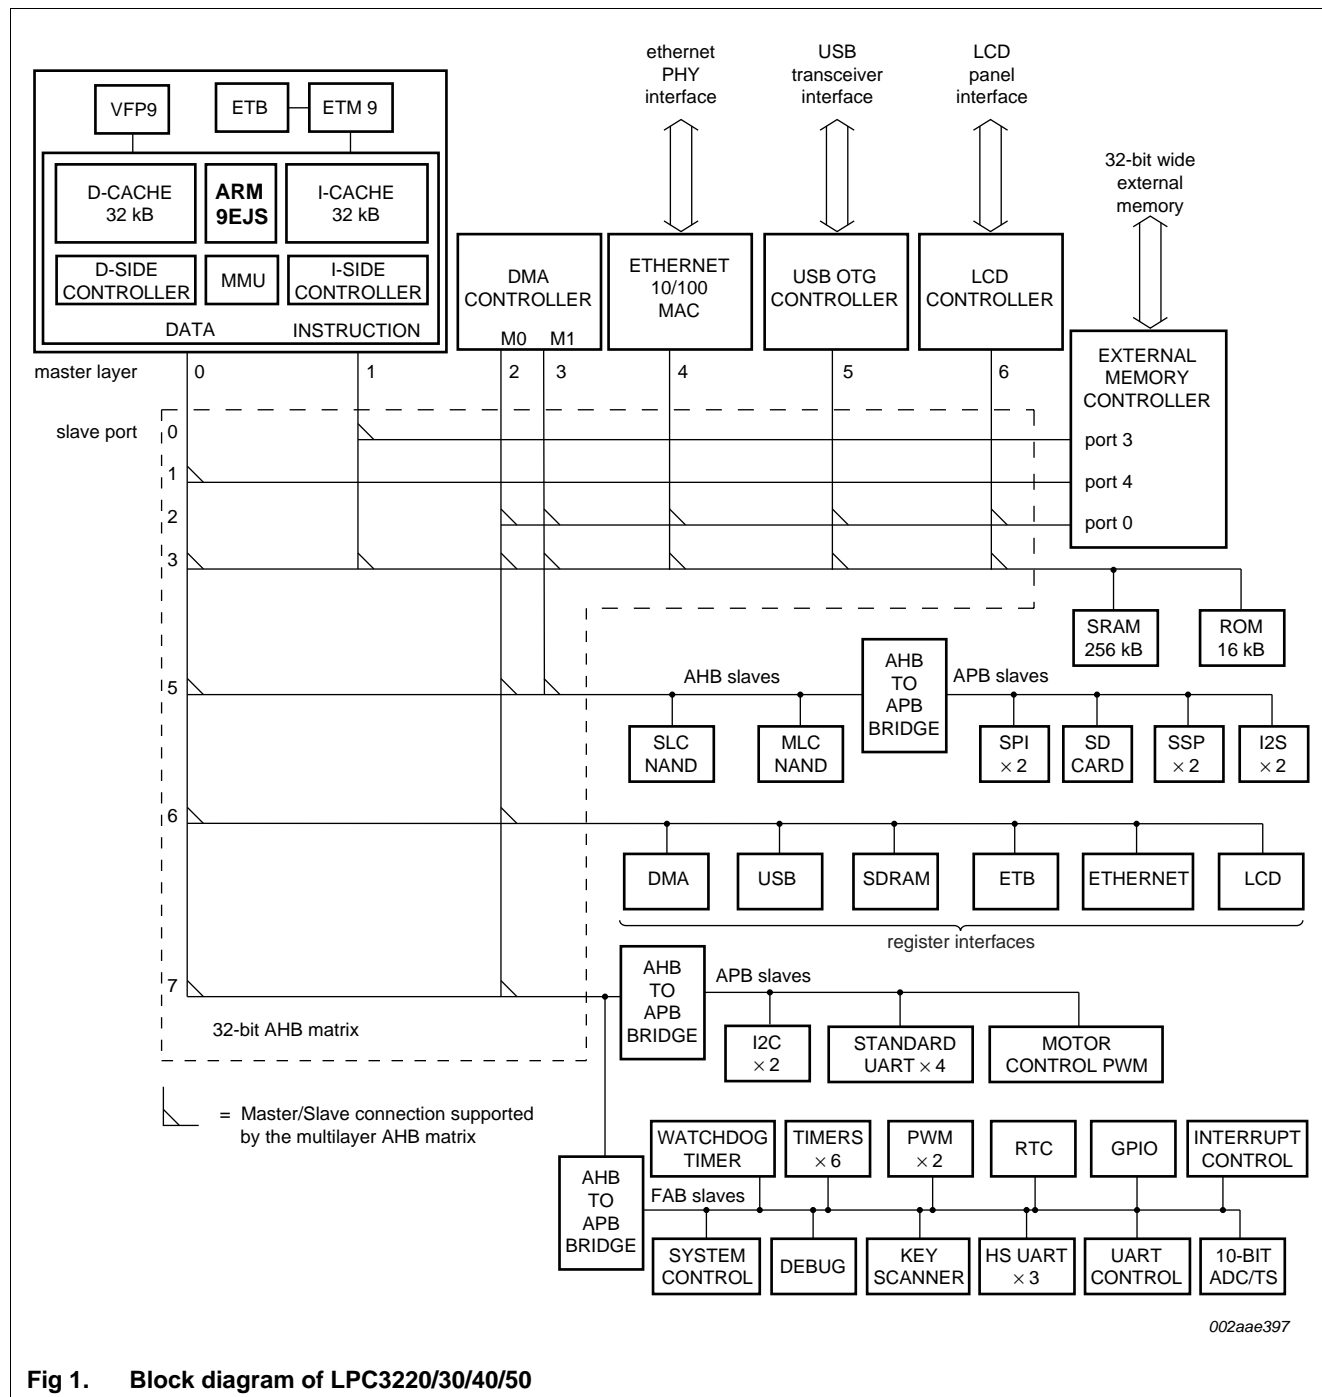 ethernet
PHY
interface
USB
transceiver
interface
LCD
panel
interface
32-bit wide
external
memory
VFP9
ETB
ETM 9
D-CACHE
32 kB
ARM
9EJS
I-CACHE
32 kB
D-SIDE
CONTROLLER
MMU
I-SIDE
CONTROLLER
DATA
INSTRUCTION
DMA
CONTROLLER
M0
M1
ETHERNET
10/100
MAC
USB OTG
CONTROLLER
LCD
CONTROLLER
EXTERNAL
MEMORY
CONTROLLER
port 3
port 4
port 0
master layer
0
1
2
3
4
5
6
slave port
0
1
2
3
5
6
7
SRAM
256 kB
ROM
16 kB
AHB slaves
AHB
TO
APB
BRIDGE
APB slaves
SLC
NAND
MLC
NAND
SPI
× 2
SD
CARD
SSP
× 2
I2S
× 2
DMA
USB
SDRAM
ETB
ETHERNET
LCD
register interfaces
AHB
TO
APB
BRIDGE
APB slaves
I2C
× 2
STANDARD
UART × 4
MOTOR
CONTROL PWM
32-bit AHB matrix
= Master/Slave connection supported
by the multilayer AHB matrix
AHB
TO
APB
BRIDGE
FAB slaves
WATCHDOG
TIMER
TIMERS
× 6
PWM
× 2
RTC
GPIO
INTERRUPT
CONTROL
SYSTEM
CONTROL
DEBUG
KEY
SCANNER
HS UART
× 3
UART
CONTROL
10-BIT
ADC/TS
002aae397
Fig 1. Block diagram of LPC3220/30/40/50